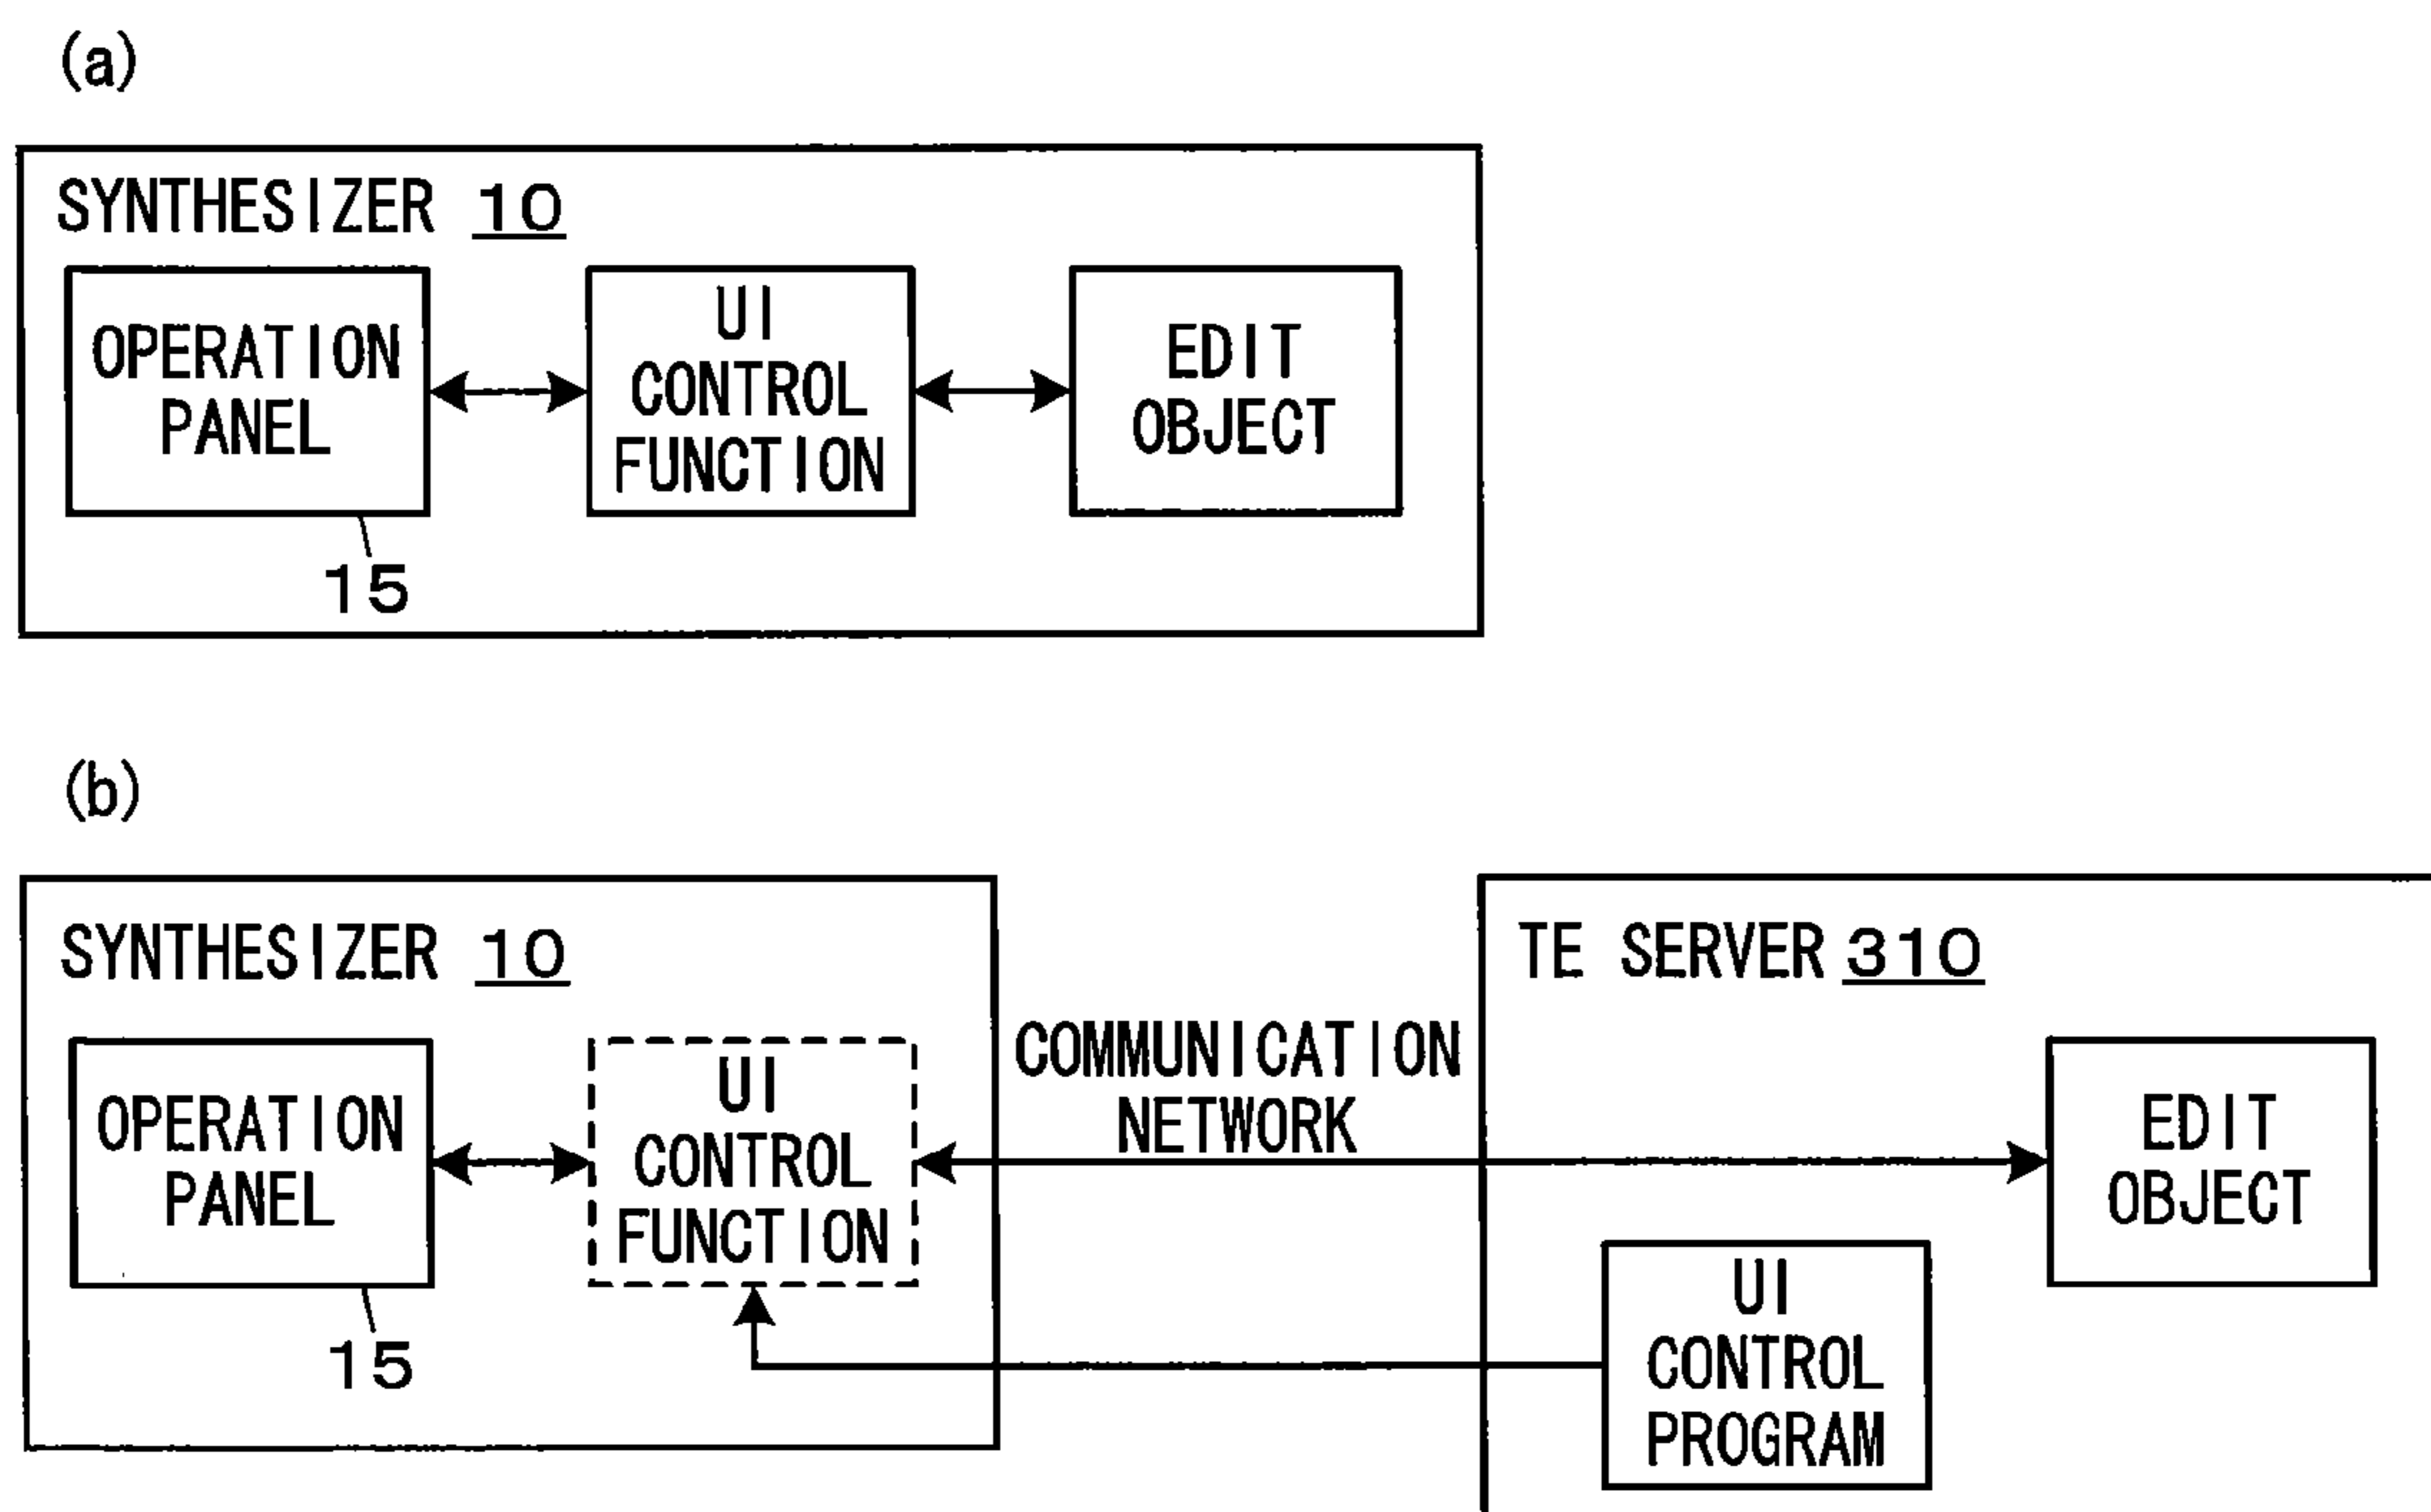 (a)
SYNTHESIZER 10
OPERATION
PANEL
15
UI
CONTROL
FUNCTION
EDIT
OBJECT
(b)
SYNTHESIZER 10
OPERATION
PANEL
15
UI
CONTROL
FUNCTION
COMMUNICATION
NETWORK
TE SERVER 310
EDIT
OBJECT
UI
CONTROL
PROGRAM